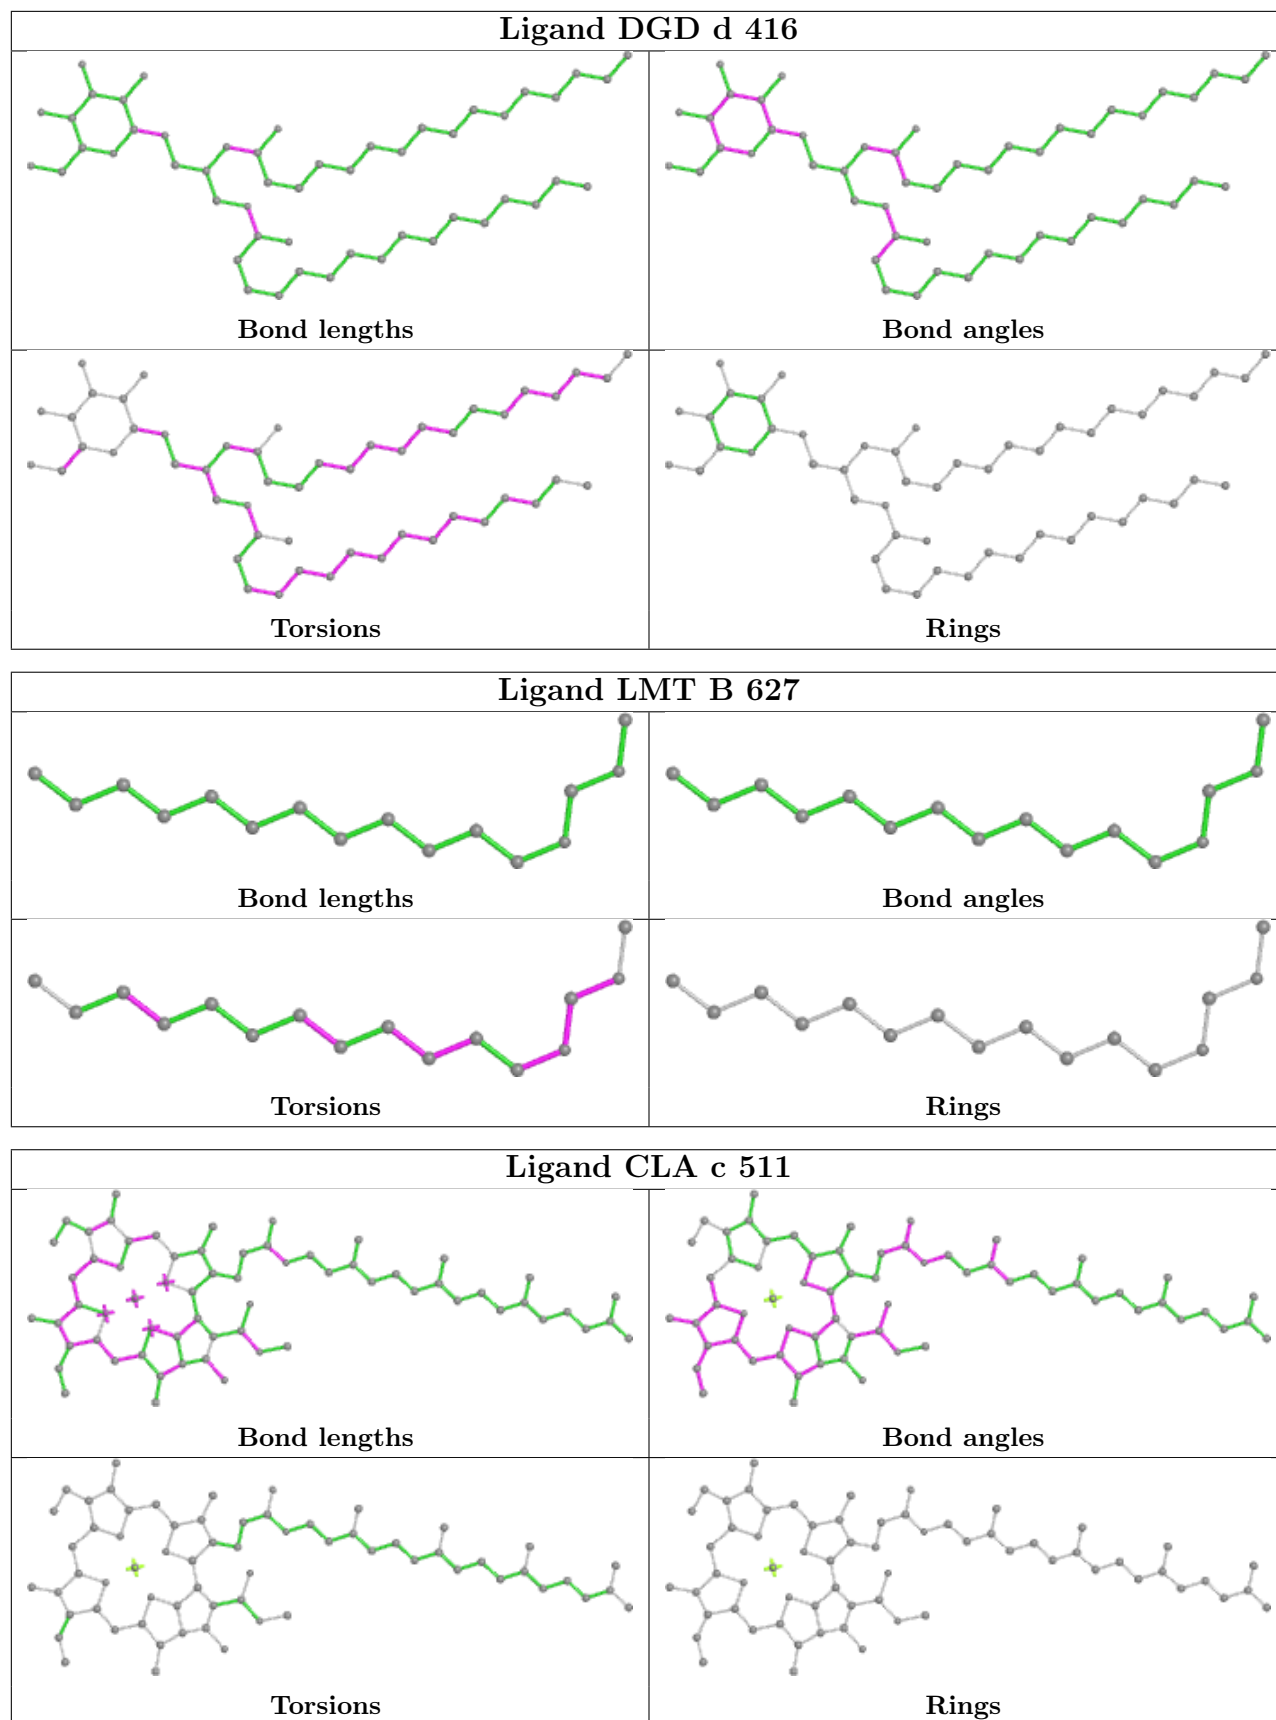 Ligand DGD d 416
Bond lengths
Bond angles
Torsions
Rings
Ligand LMT B 627
Bond lengths
Bond angles
Torsions
Rings
Ligand CLA c 511
Bond lengths
Bond angles
Torsions
Rings